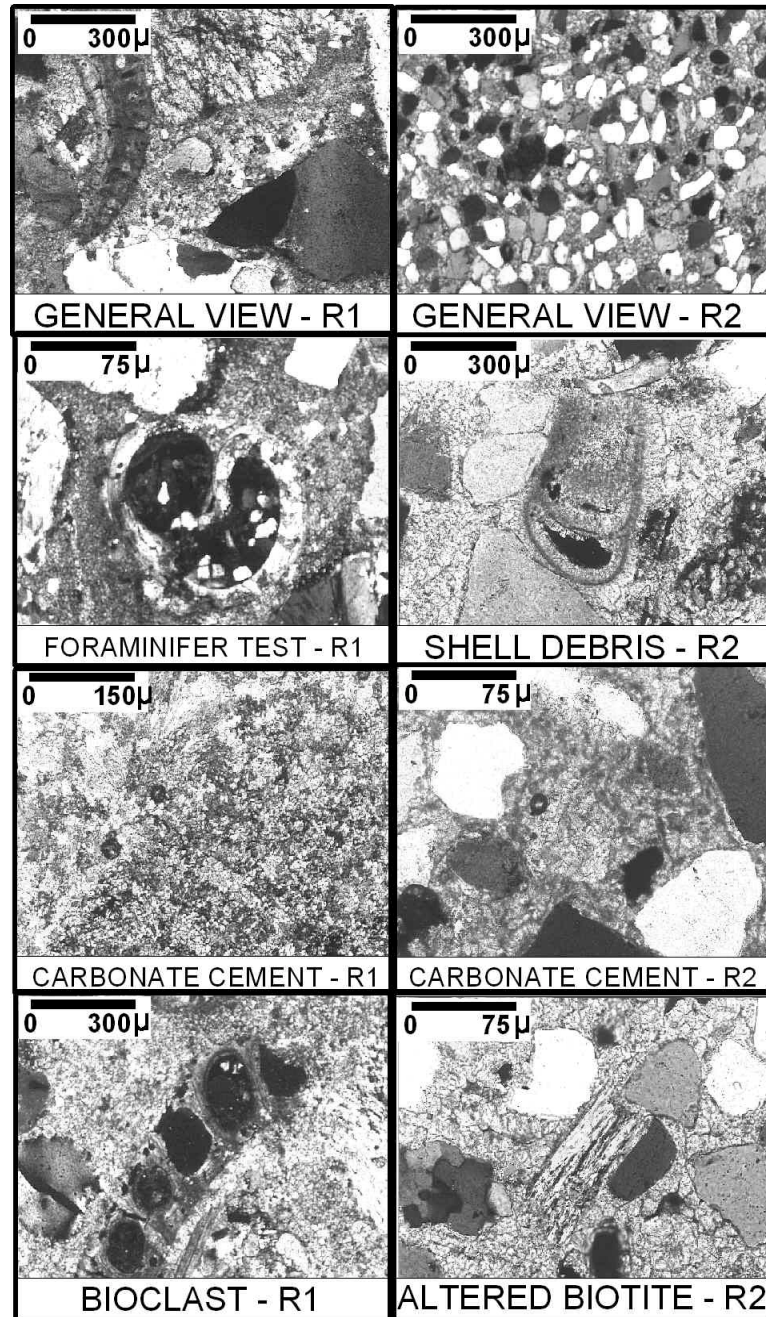 0 300µ
0 300µ
GENERAL VIEW - R1
GENERAL VIEW - R2
0 75µ
0 300µ
FORAMINIFER TEST - R1
SHELL DEBRIS - R2
0 150µ
0 75µ
CARBONATE CEMENT - R1
CARBONATE CEMENT - R2
0 300µ
0 75µ
BIOCLAST - R1
ALTERED BIOTITE - R2